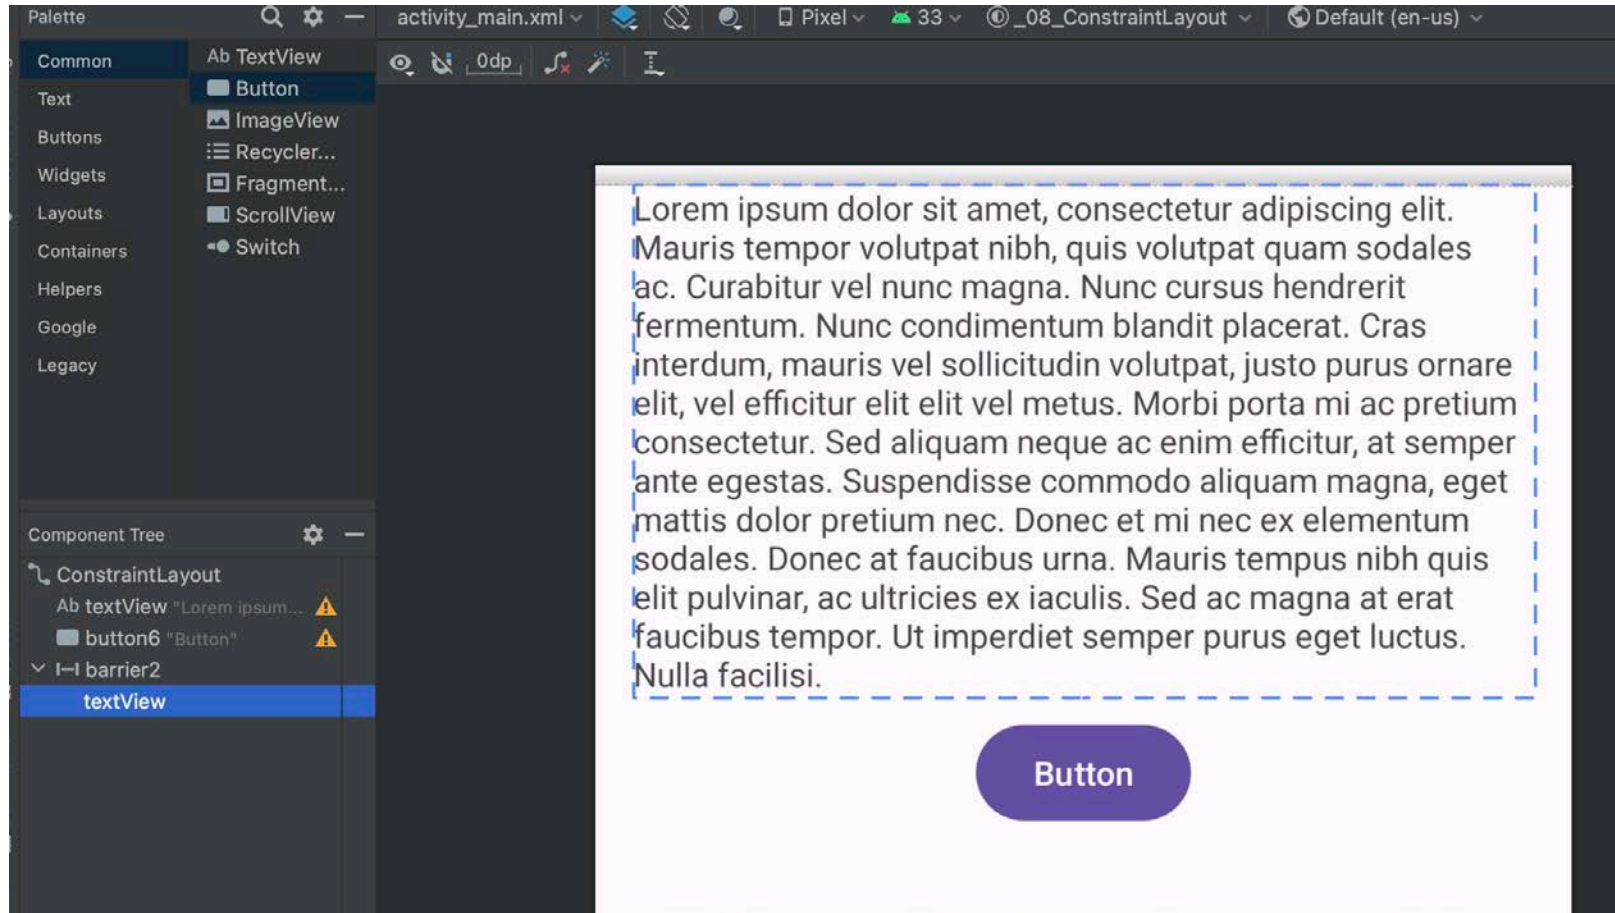 Palette
activity_main.xml
Pixel
33
_08_ConstraintLayout
Default (en-us)
Common
Text
Buttons
Widgets
Layouts
Containers
Helpers
Google
Legacy
Ab TextView
Button
ImageView
Recycler...
Fragment...
ScrollView
Switch
0dp
Component Tree
ConstraintLayout
Ab textView "Lorem ipsum...
button6 "Button"
barrier2
textView
Lorem ipsum dolor sit amet, consectetur adipiscing elit.
Mauris tempor volutpat nibh, quis volutpat quam sodales
ac. Curabitur vel nunc magna. Nunc cursus hendrerit
fermentum. Nunc condimentum blandit placerat. Cras
interdum, mauris vel sollicitudin volutpat, justo purus ornare
elit, vel efficitur elit elit vel metus. Morbi porta mi ac pretium
consectetur. Sed aliquam neque ac enim efficitur, at semper
ante egestas. Suspendisse commodo aliquam magna, eget
mattis dolor pretium nec. Donec et mi nec ex elementum
sodales. Donec at faucibus urna. Mauris tempus nibh quis
elit pulvinar, ac ultricies ex iaculis. Sed ac magna at erat
faucibus tempor. Ut imperdiet semper purus eget luctus.
Nulla facilisi.
Button